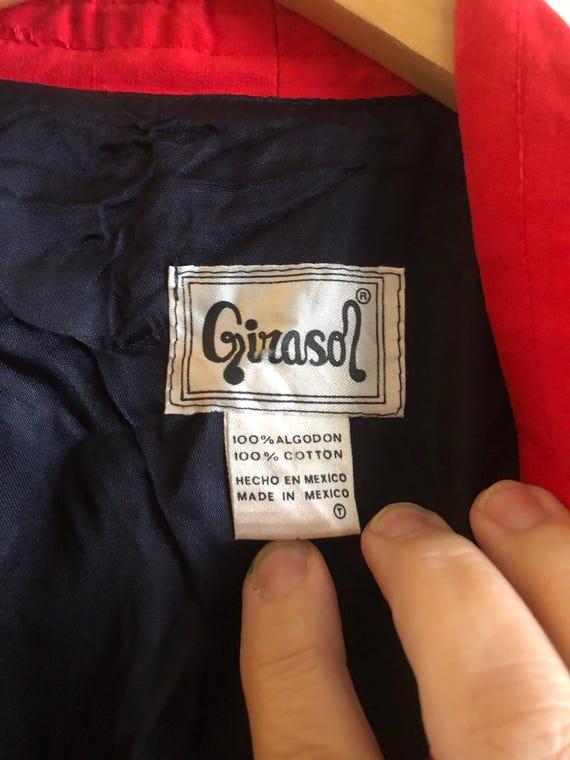 Girasol ®
100% ALGODON
100% COTTON
HECHO EN MEXICO
MADE IN MEXICO
Ⓣ